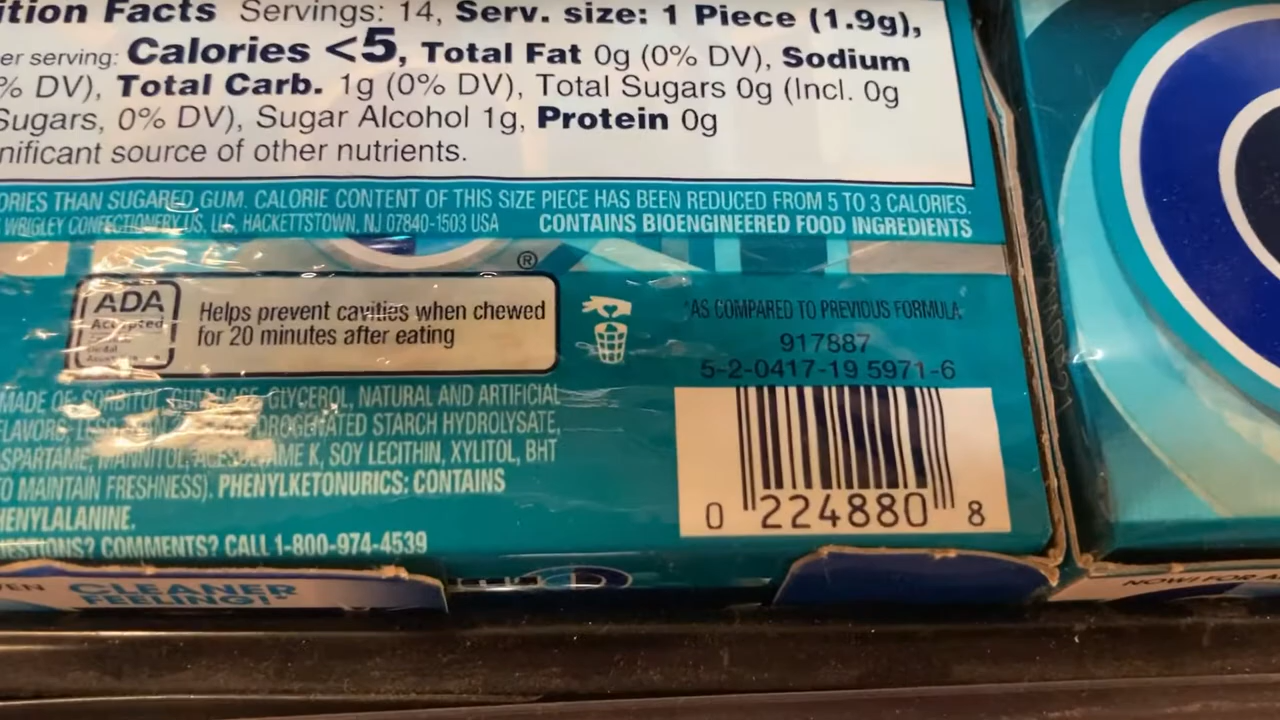 ition Facts Servings: 14, Serv. size: 1 Piece (1.9g),
er serving: Calories <5, Total Fat 0g (0% DV), Sodium
% DV), Total Carb. 1g (0% DV), Total Sugars 0g (Incl. 0g
Sugars, 0% DV), Sugar Alcohol 1g, Protein 0g
nificant source of other nutrients.
ORIES THAN SUGARED GUM. CALORIE CONTENT OF THIS SIZE PIECE HAS BEEN REDUCED FROM 5 TO 3 CALORIES.
WRIGLEY CONFECTIONERY US, LLC, HACKETTSTOWN, NJ 07840-1503 USA CONTAINS BIOENGINEERED FOOD INGREDIENTS
®
ADA
Accepted
Helps prevent cavities when chewed
for 20 minutes after eating
*AS COMPARED TO PREVIOUS FORMULA
917887
5-2-0417-19 5971-6
MADE OF: SORBITOL, GUM BASE, GLYCEROL, NATURAL AND ARTIFICIAL
FLAVORS; HYDROGENATED STARCH HYDROLYSATE,
SPARTAME, MANNITOL, ACESULFAME K, SOY LECITHIN, XYLITOL, BHT
O MAINTAIN FRESHNESS). PHENYLKETONURICS: CONTAINS
HENYLALANINE.
ESTIONS? COMMENTS? CALL 1-800-974-4539
0 224880 8
VEN CLEANER
FEELING!
NOW! FOR A